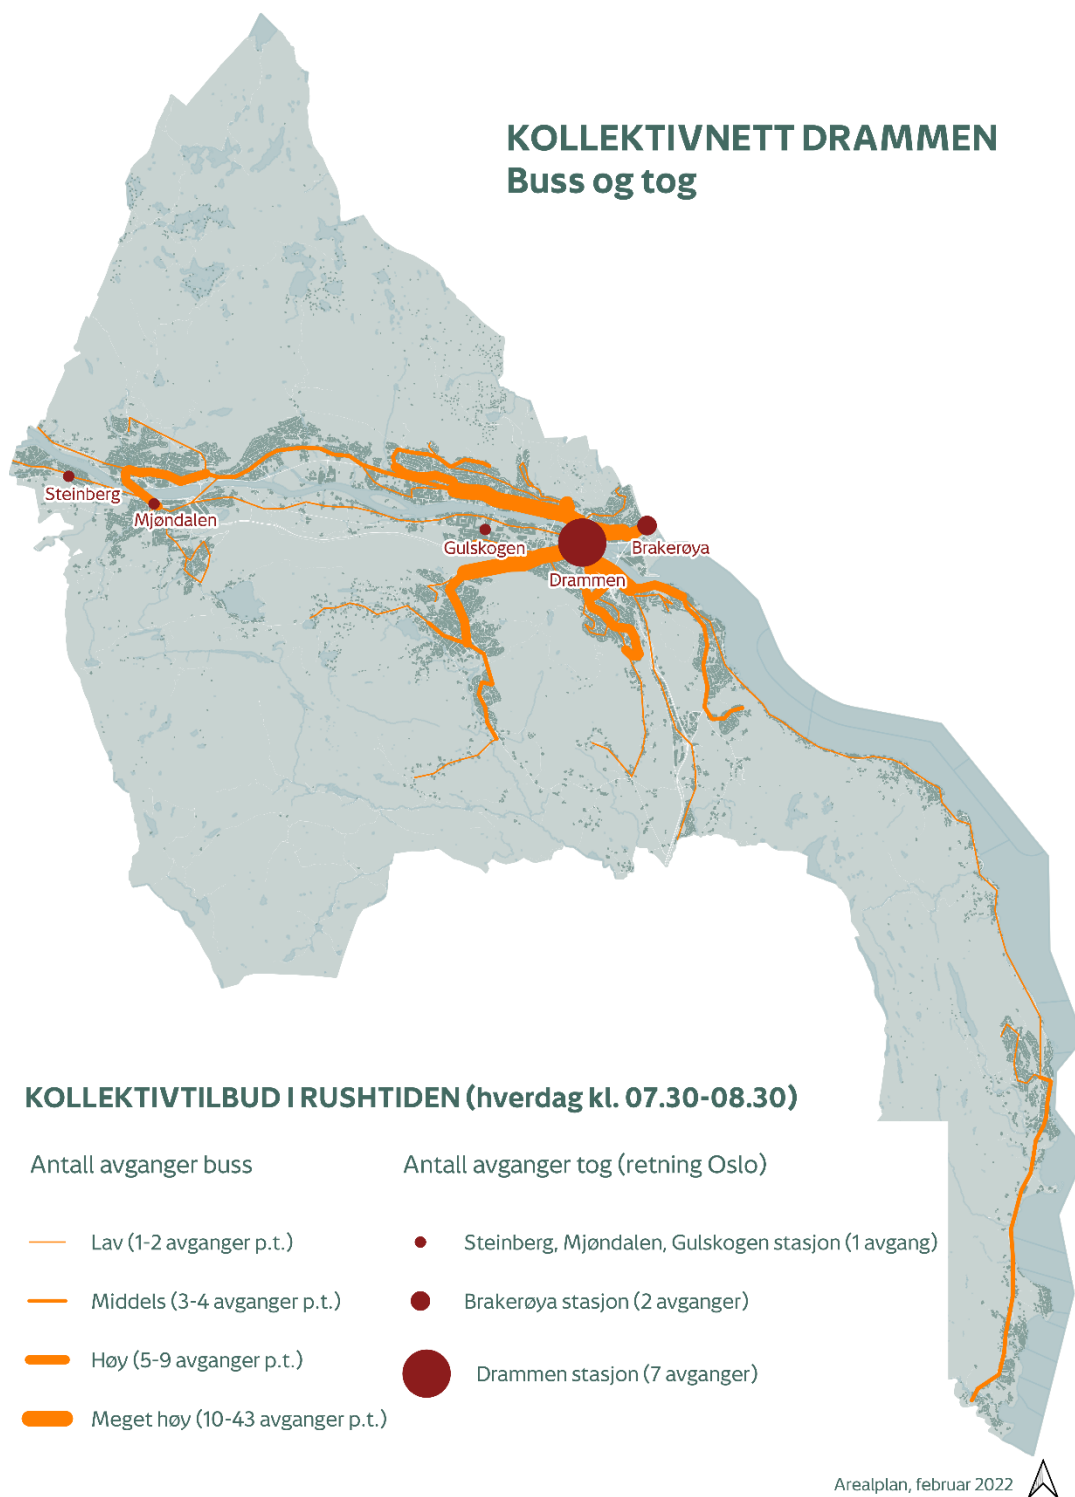 KOLLEKTIVNETT DRAMMEN
Buss og tog
Steinberg
Mjøndalen
Gulskogen
Brakerøya
Drammen
KOLLEKTIVTILBUD I RUSHTIDEN (hverdag kl. 07.30-08.30)
Antall avganger buss
Lav (1-2 avganger p.t.)
Middels (3-4 avganger p.t.)
Høy (5-9 avganger p.t.)
Meget høy (10-43 avganger p.t.)
Antall avganger tog (retning Oslo)
Steinberg, Mjøndalen, Gulskogen stasjon (1 avgang)
Brakerøya stasjon (2 avganger)
Drammen stasjon (7 avganger)
Arealplan, februar 2022